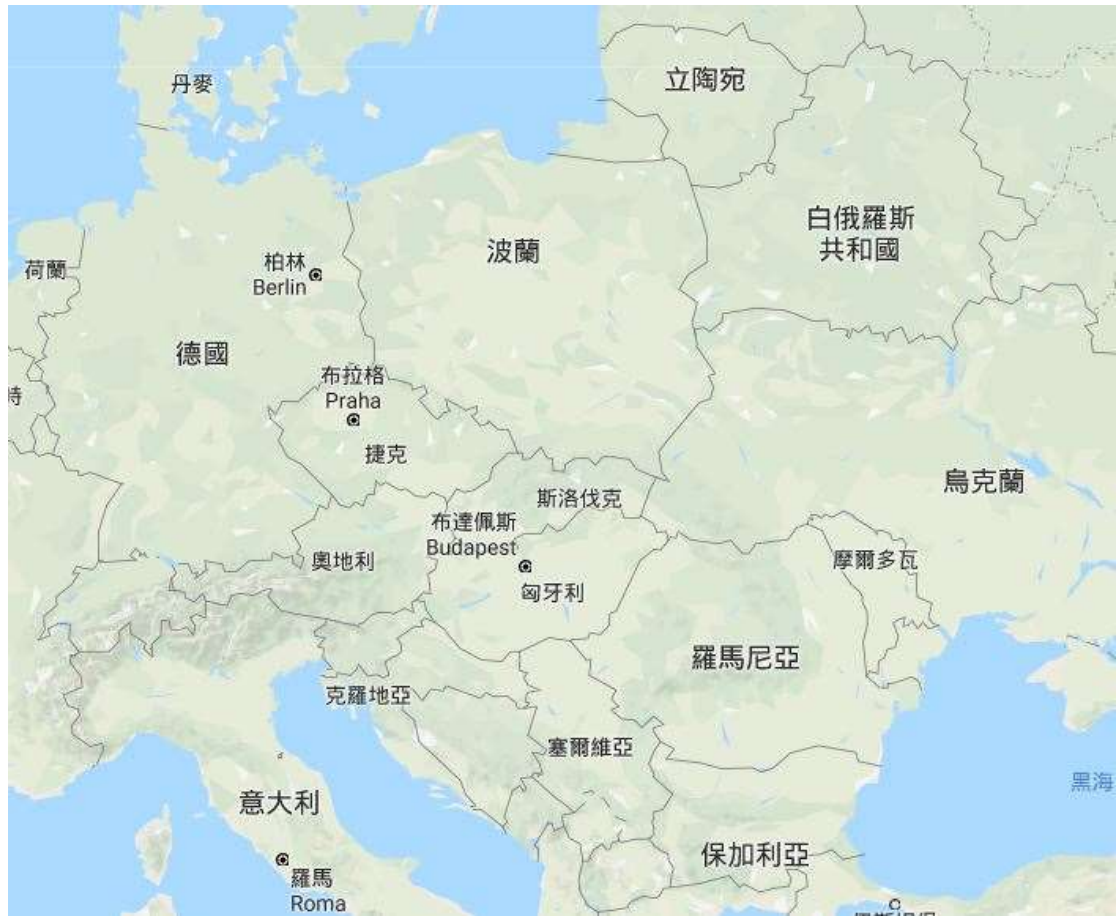 丹麥
立陶宛
白俄羅斯
共和國
波蘭
荷蘭
柏林
Berlin
德國
布拉格
Praha
捷克
烏克蘭
斯洛伐克
布達佩斯
Budapest
奧地利
摩爾多瓦
匈牙利
羅馬尼亞
克羅地亞
塞爾維亞
黑海
意大利
保加利亞
羅馬
Roma